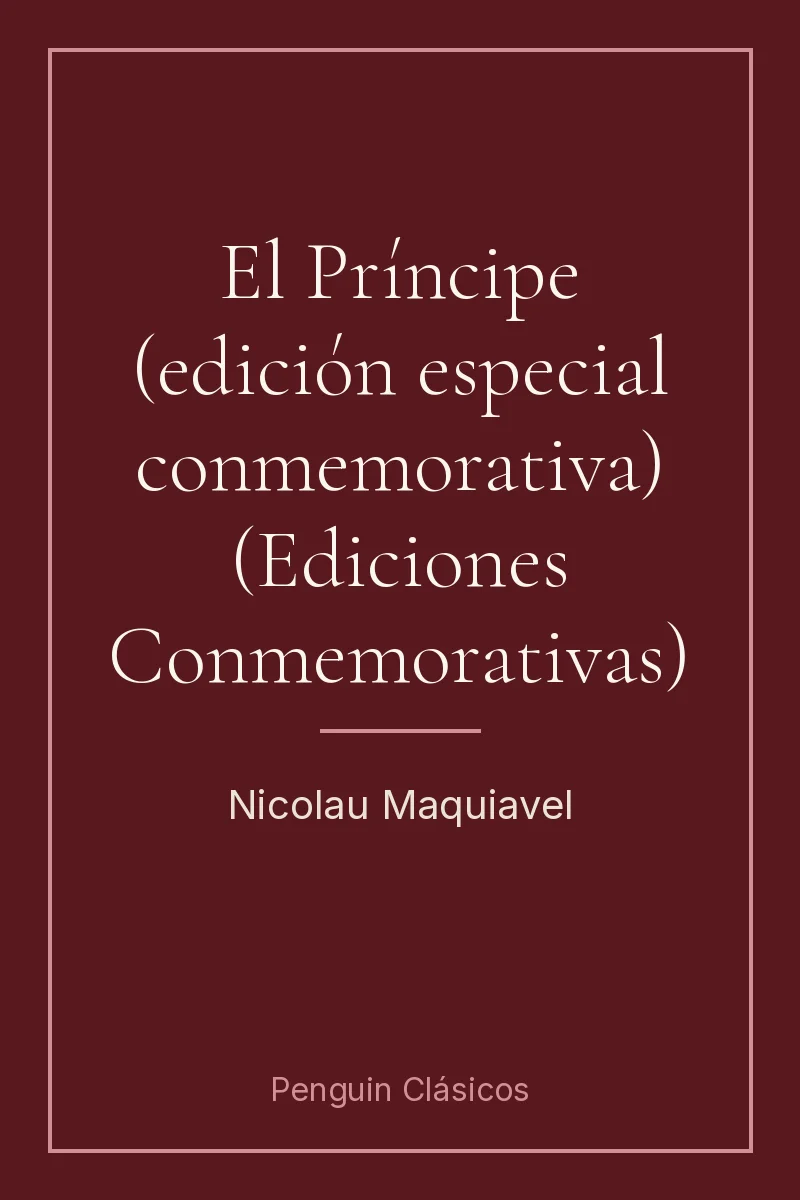 El Príncipe
(edición especial
conmemorativa)
(Ediciones
Conmemorativas)
Nicolau Maquiavel
Penguin Clásicos